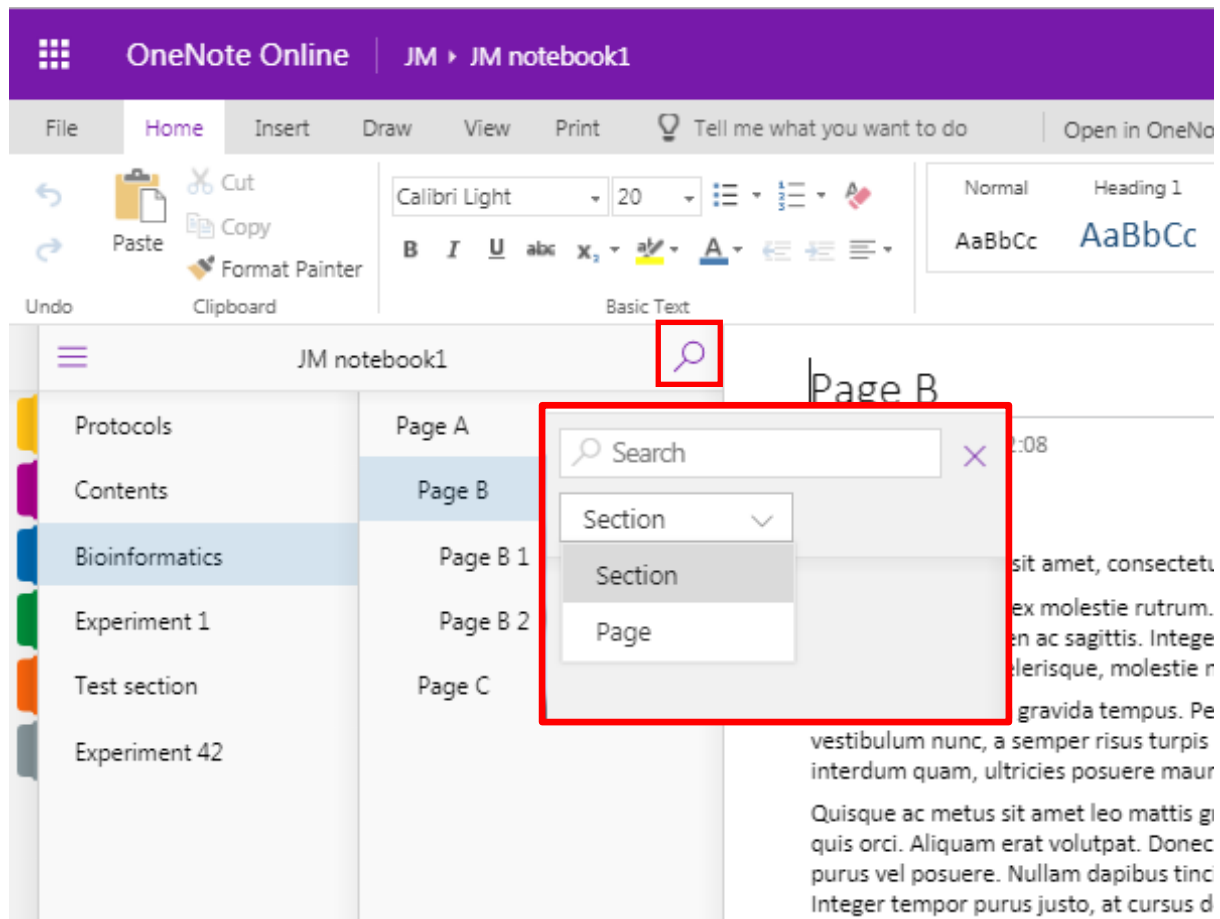 OneNote Online JM ▸ JM notebook1
File Home Insert Draw View Print Tell me what you want to do Open in OneNo
Cut
Copy
Paste
Format Painter
Undo Clipboard
Calibri Light 20
B I U abc x₂ A
Basic Text
Normal Heading 1
AaBbCc AaBbCc
JM notebook1
Protocols
Contents
Bioinformatics
Experiment 1
Test section
Experiment 42
Page A
Page B
Page B 1
Page B 2
Page C
Search
Section
Section
Page
Page B
:08
sit amet, consectetu
ex molestie rutrum.
en ac sagittis. Intege
lerisque, molestie
gravida tempus. Pe
vestibulum nunc, a semper risus turpis
interdum quam, ultricies posuere maur
Quisque ac metus sit amet leo mattis
quis orci. Aliquam erat volutpat. Donec
purus vel posuere. Nullam dapibus tinc
Integer tempor purus justo, at cursus d